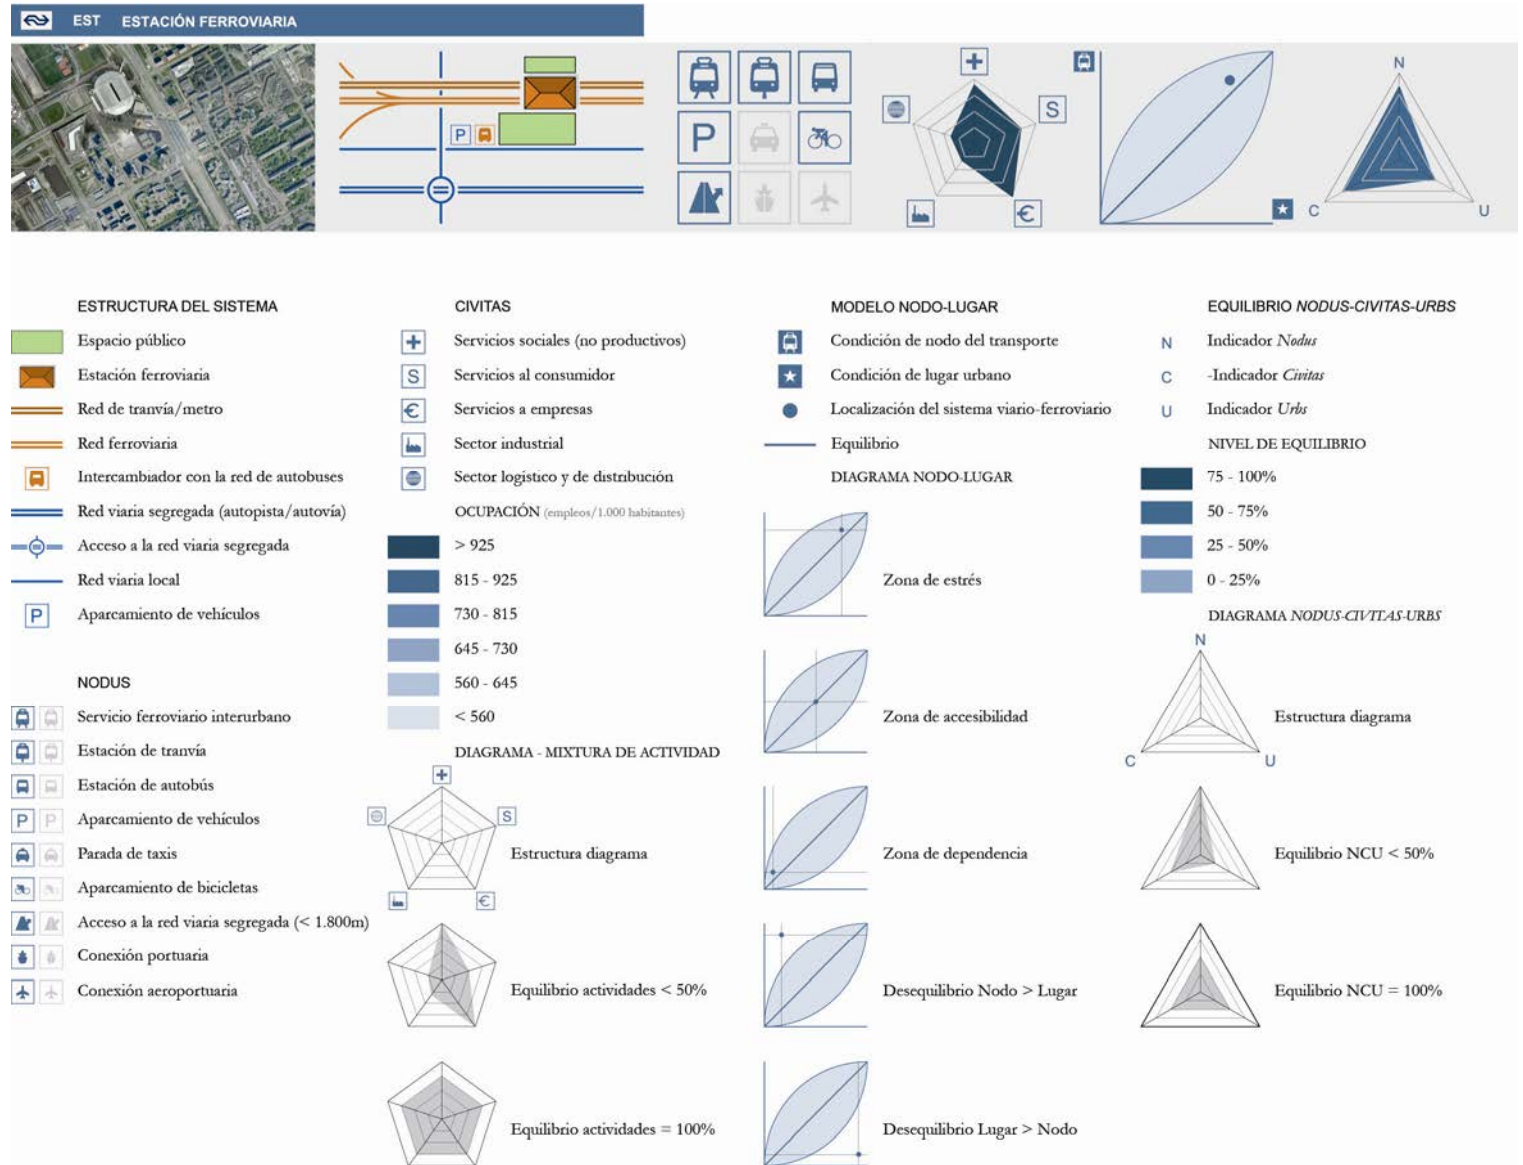 EST ESTACIÓN FERROVIARIA
P
P
S
€
N
C
U
ESTRUCTURA DEL SISTEMA
Espacio público
Estación ferroviaria
Red de tranvía/metro
Red ferroviaria
Intercambiador con la red de autobuses
Red viaria segregada (autopista/autovía)
Acceso a la red viaria segregada
Red viaria local
P Aparcamiento de vehículos
NODUS
Servicio ferroviario interurbano
Estación de tranvía
Estación de autobús
P P Aparcamiento de vehículos
Parada de taxis
Aparcamiento de bicicletas
Acceso a la red viaria segregada (< 1.800m)
Conexión portuaria
Conexión aeroportuaria
CIVITAS
Servicios sociales (no productivos)
S Servicios al consumidor
€ Servicios a empresas
Sector industrial
Sector logístico y de distribución
OCUPACIÓN (empleos/1.000 habitantes)
> 925
815 - 925
730 - 815
645 - 730
560 - 645
< 560
DIAGRAMA - MIXTURA DE ACTIVIDAD
S
Estructura diagrama
€
Equilibrio actividades < 50%
Equilibrio actividades = 100%
MODELO NODO-LUGAR
Condición de nodo del transporte
Condición de lugar urbano
Localización del sistema viario-ferroviario
Equilibrio
DIAGRAMA NODO-LUGAR
Zona de estrés
Zona de accesibilidad
Zona de dependencia
Desequilibrio Nodo > Lugar
Desequilibrio Lugar > Nodo
EQUILIBRIO NODUS-CIVITAS-URBS
N Indicador Nodus
C -Indicador Civitas
U Indicador Urbs
NIVEL DE EQUILIBRIO
75 - 100%
50 - 75%
25 - 50%
0 - 25%
DIAGRAMA NODUS-CIVITAS-URBS
N
Estructura diagrama
C U
Equilibrio NCU < 50%
Equilibrio NCU = 100%